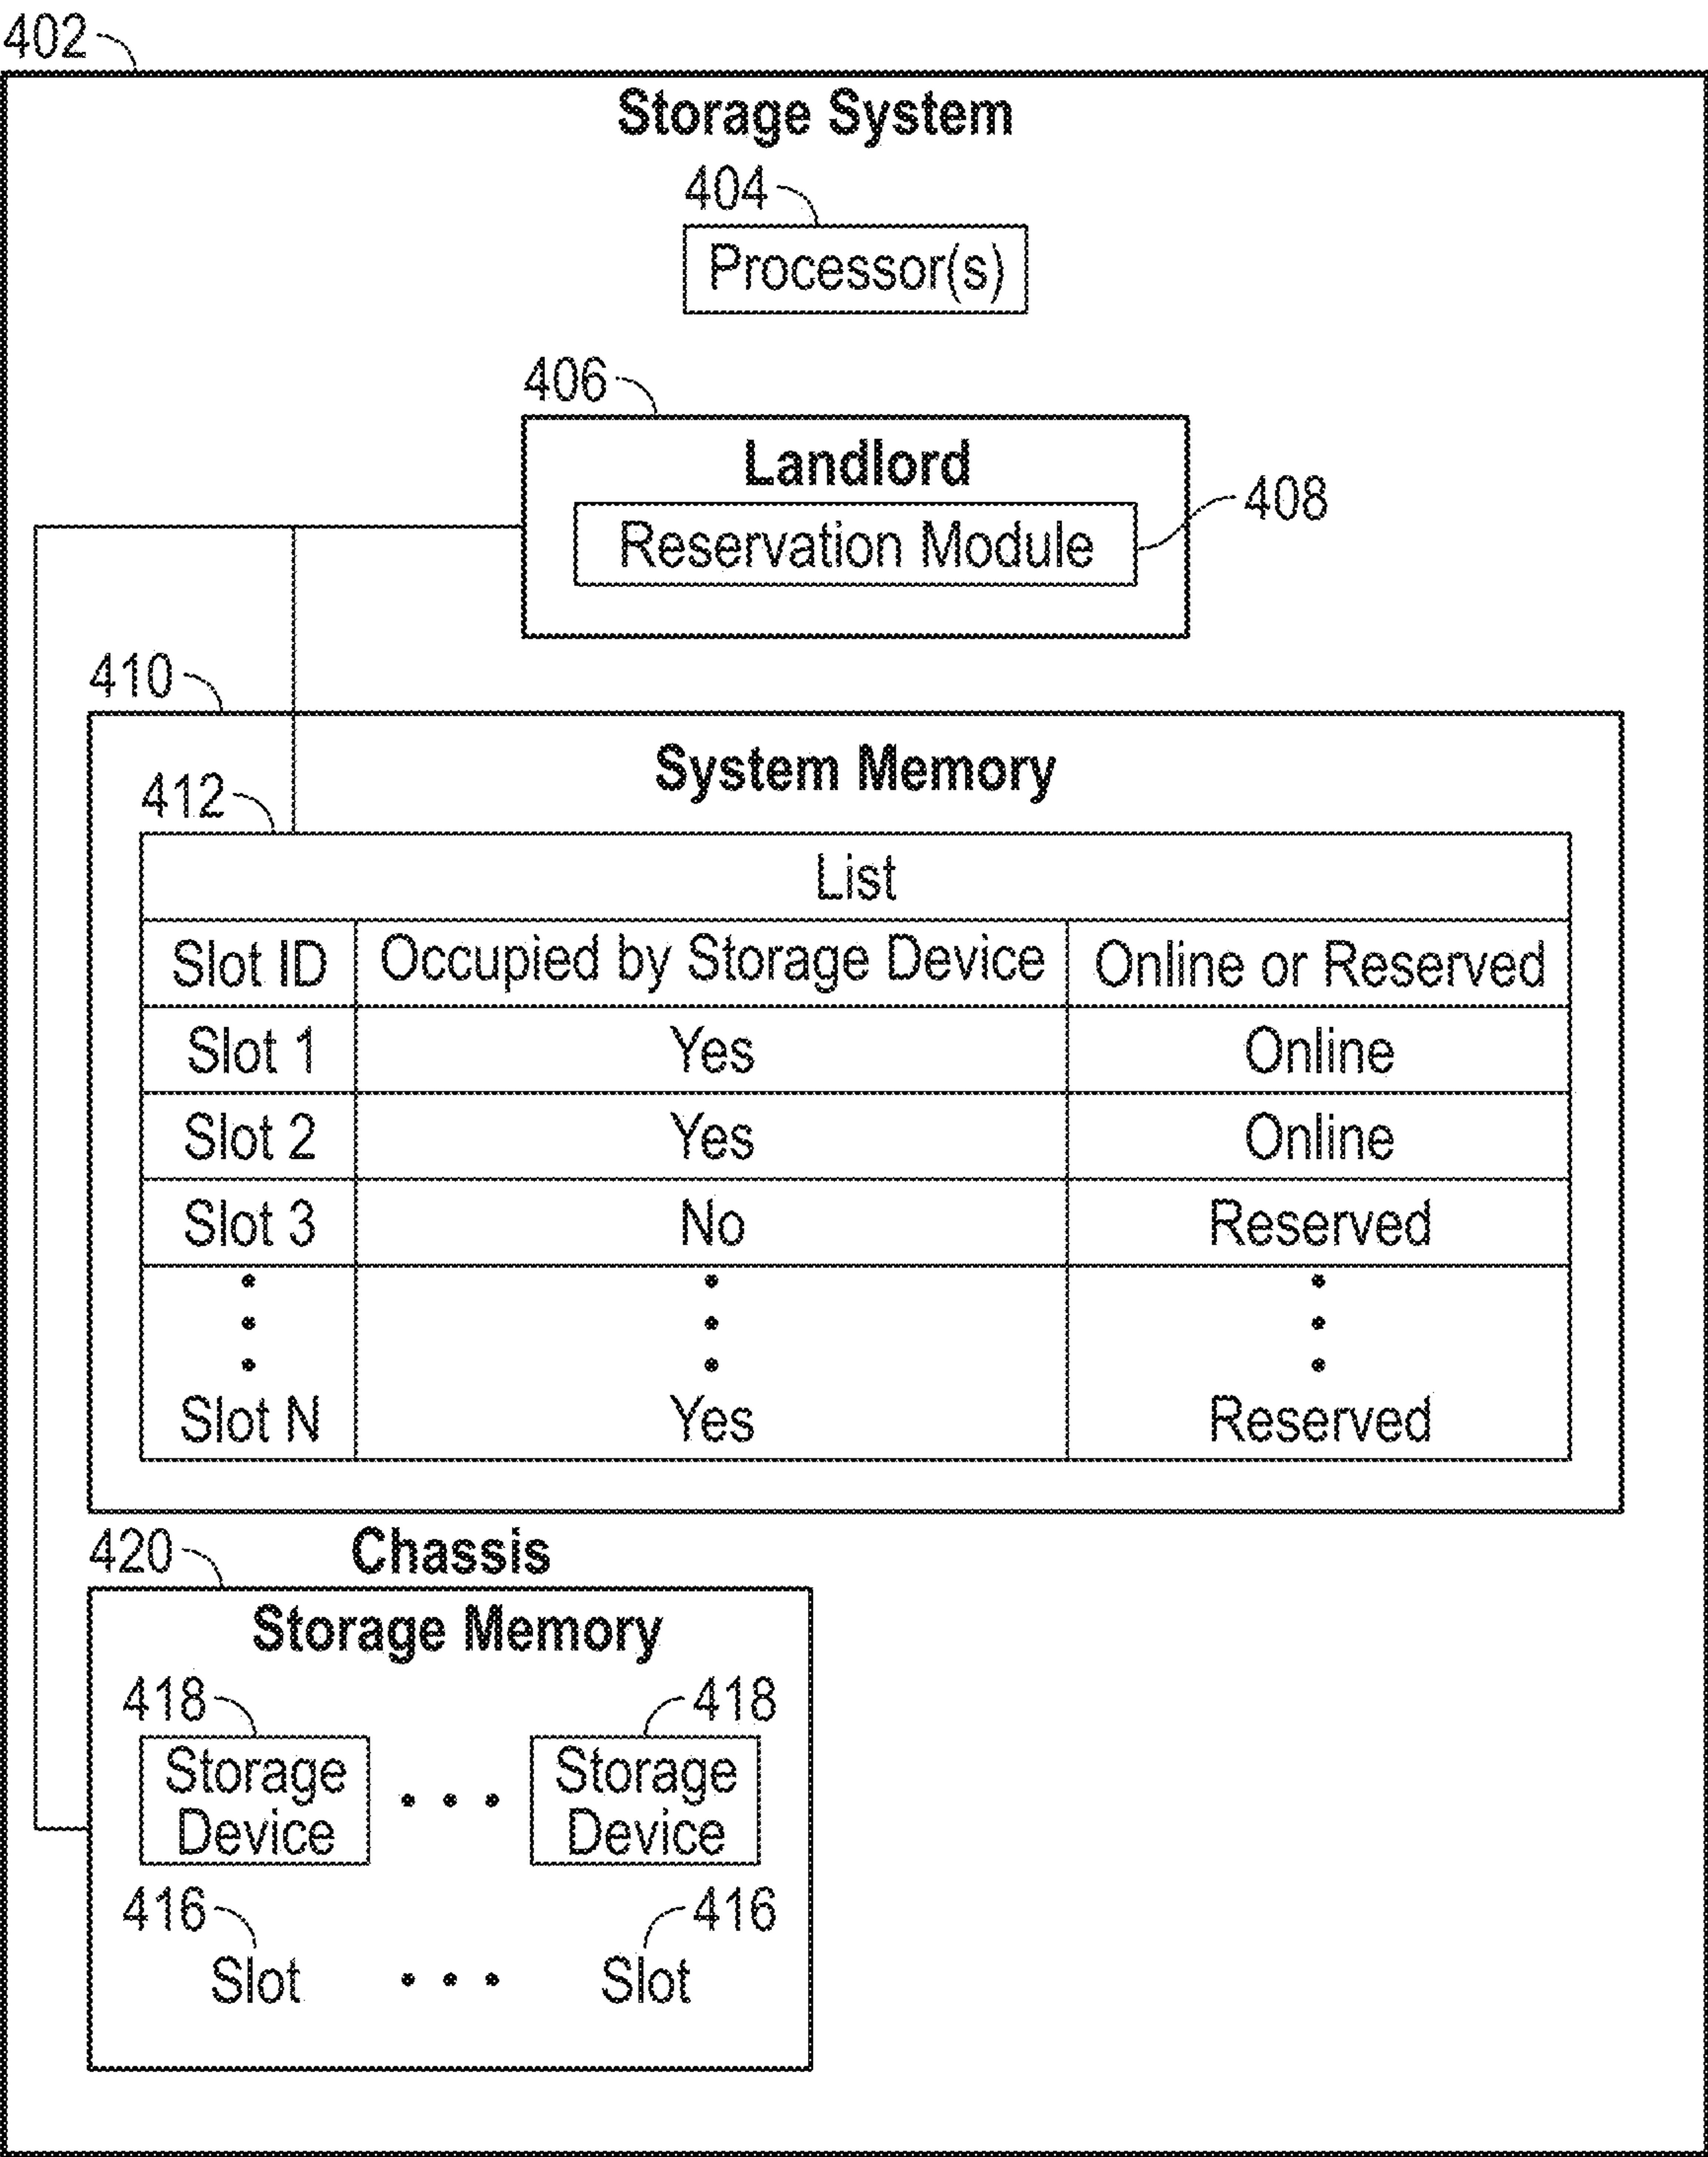 402
Storage System
404
Processor(s)
406
Landlord
Reservation Module
408
410
System Memory
412
List
Slot ID Occupied by Storage Device Online or Reserved
Slot 1 Yes Online
Slot 2 Yes Online
Slot 3 No Reserved
Slot N Yes Reserved
420
Chassis
Storage Memory
418 418
Storage Device Storage Device
416 416
Slot Slot